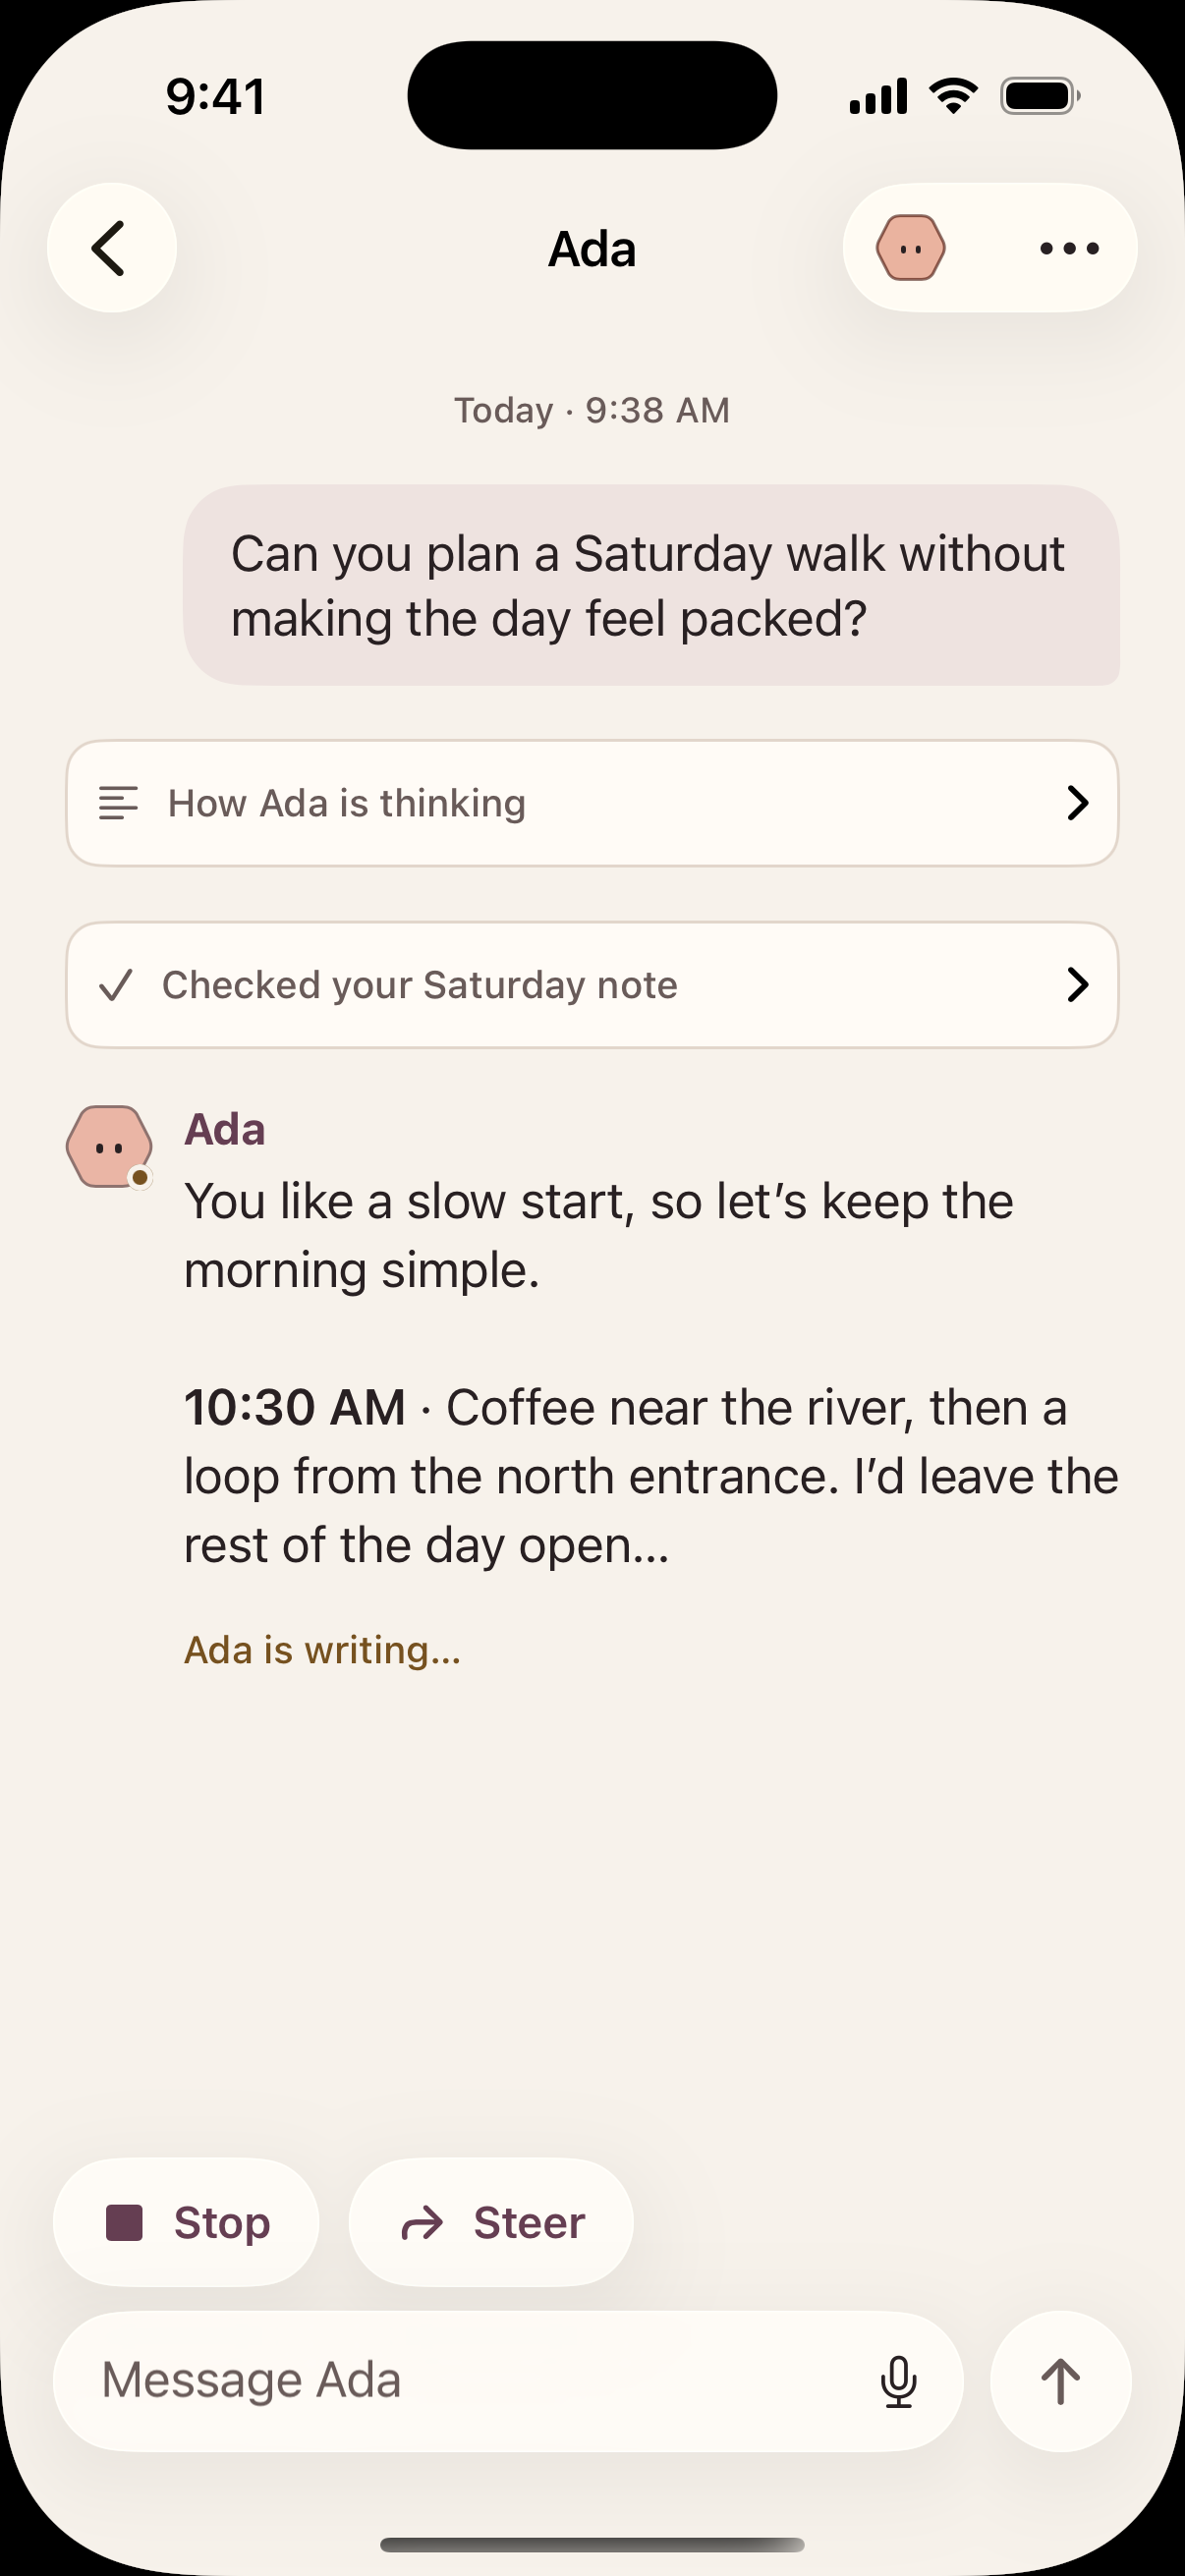 9:41
Ada
Today · 9:38 AM
Can you plan a Saturday walk without
making the day feel packed?
How Ada is thinking
Checked your Saturday note
Ada
You like a slow start, so let’s keep the
morning simple.
10:30 AM · Coffee near the river, then a
loop from the north entrance. I’d leave the
rest of the day open…
Ada is writing…
Stop
Steer
Message Ada